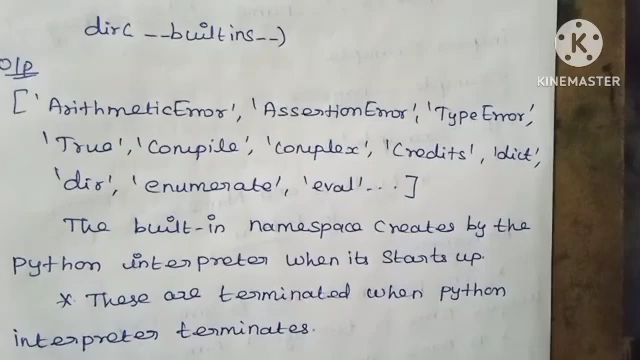 dir( __builtins__)
O/P
['ArithmeticError', 'AssertionError', 'TypeError',
'True', 'Compile', 'Complex', 'Credits', 'dict',
'dir', 'enumerate', 'eval'...]
The built-in namespace creates by the
Python interpreter when its starts up.
* These are terminated when python
interpreter terminates.
K
KINEMASTER